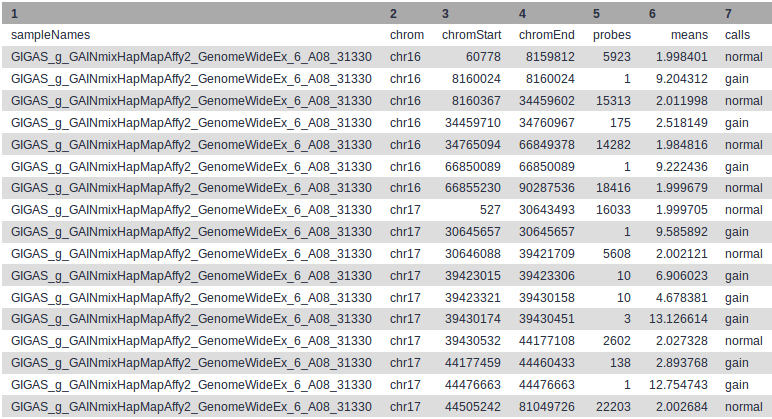 1 2 3 4 5 6 7
sampleNames chrom chromStart chromEnd probes means calls
GIGAS_g_GAINmixHapMapAffy2_GenomeWideEx_6_A08_31330 chr16 60778 8159812 5923 1.998401 normal
GIGAS_g_GAINmixHapMapAffy2_GenomeWideEx_6_A08_31330 chr16 8160024 8160024 1 9.204312 gain
GIGAS_g_GAINmixHapMapAffy2_GenomeWideEx_6_A08_31330 chr16 8160367 34459602 15313 2.011998 normal
GIGAS_g_GAINmixHapMapAffy2_GenomeWideEx_6_A08_31330 chr16 34459710 34760967 175 2.518149 gain
GIGAS_g_GAINmixHapMapAffy2_GenomeWideEx_6_A08_31330 chr16 34765094 66849378 14282 1.984816 normal
GIGAS_g_GAINmixHapMapAffy2_GenomeWideEx_6_A08_31330 chr16 66850089 66850089 1 9.222436 gain
GIGAS_g_GAINmixHapMapAffy2_GenomeWideEx_6_A08_31330 chr16 66855230 90287536 18416 1.999679 normal
GIGAS_g_GAINmixHapMapAffy2_GenomeWideEx_6_A08_31330 chr17 527 30643493 16033 1.999705 normal
GIGAS_g_GAINmixHapMapAffy2_GenomeWideEx_6_A08_31330 chr17 30645657 30645657 1 9.585892 gain
GIGAS_g_GAINmixHapMapAffy2_GenomeWideEx_6_A08_31330 chr17 30646088 39421709 5608 2.002121 normal
GIGAS_g_GAINmixHapMapAffy2_GenomeWideEx_6_A08_31330 chr17 39423015 39423306 10 6.906023 gain
GIGAS_g_GAINmixHapMapAffy2_GenomeWideEx_6_A08_31330 chr17 39423321 39430158 10 4.678381 gain
GIGAS_g_GAINmixHapMapAffy2_GenomeWideEx_6_A08_31330 chr17 39430174 39430451 3 13.126614 gain
GIGAS_g_GAINmixHapMapAffy2_GenomeWideEx_6_A08_31330 chr17 39430532 44177108 2602 2.027328 normal
GIGAS_g_GAINmixHapMapAffy2_GenomeWideEx_6_A08_31330 chr17 44177459 44460433 138 2.893768 gain
GIGAS_g_GAINmixHapMapAffy2_GenomeWideEx_6_A08_31330 chr17 44476663 44476663 1 12.754743 gain
GIGAS_g_GAINmixHapMapAffy2_GenomeWideEx_6_A08_31330 chr17 44505242 81049726 22203 2.002684 normal